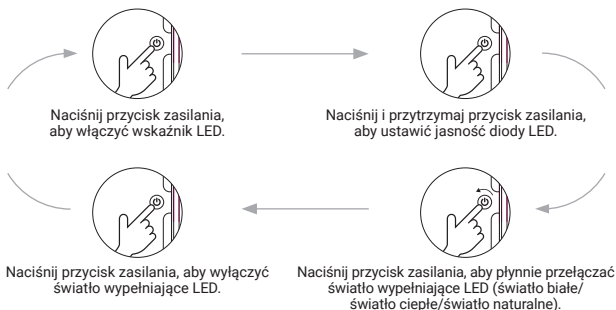 Naciśnij przycisk zasilania,
aby włączyć wskaźnik LED.
Naciśnij i przytrzymaj przycisk zasilania,
aby ustawić jasność diody LED.
Naciśnij przycisk zasilania, aby wyłączyć
światło wypełniające LED.
Naciśnij przycisk zasilania, aby płynnie przełączać
światło wypełniające LED (światło białe/
światło ciepłe/światło naturalne).